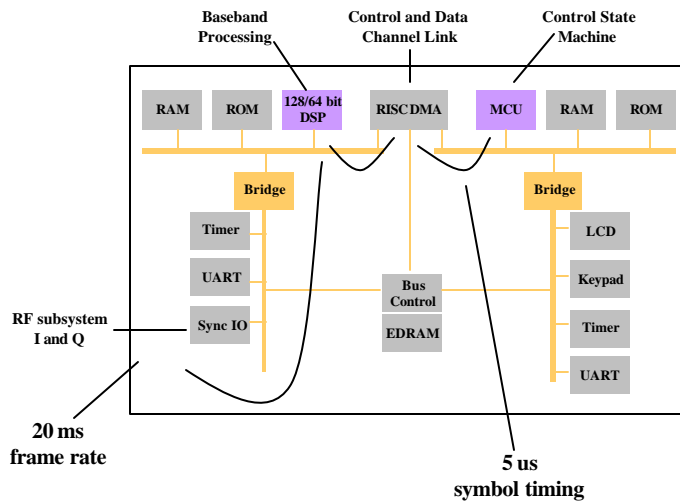 Baseband
Processing
Control and Data
Channel Link
Control State
Machine
RAM
ROM
128/64 bit
DSP
RISC DMA
MCU
RAM
ROM
Bridge
Bridge
Timer
UART
Sync IO
Bus
Control
EDRAM
LCD
Keypad
Timer
UART
RF subsystem
I and Q
20 ms
frame rate
5 us
symbol timing